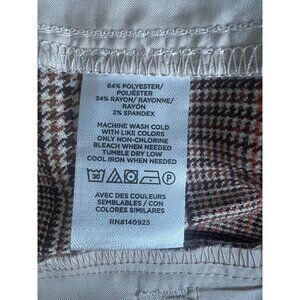 64% POLYESTER/
POLIÉSTER
34% RAYON/ RAYONNE/
RAYÓN
2% SPANDEX
MACHINE WASH COLD
WITH LIKE COLORS
ONLY NON-CHLORINE
BLEACH WHEN NEEDED
TUMBLE DRY LOW
COOL IRON WHEN NEEDED
30
AVEC DES COULEURS
SEMBLABLES / CON
COLORES SIMILARES
RN#140923